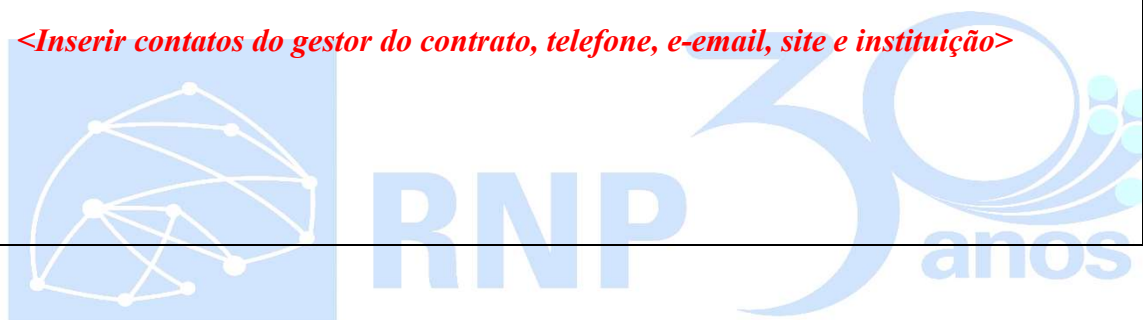 <Inserir contatos do gestor do contrato, telefone, e-email, site e instituição>
RNP 30 anos